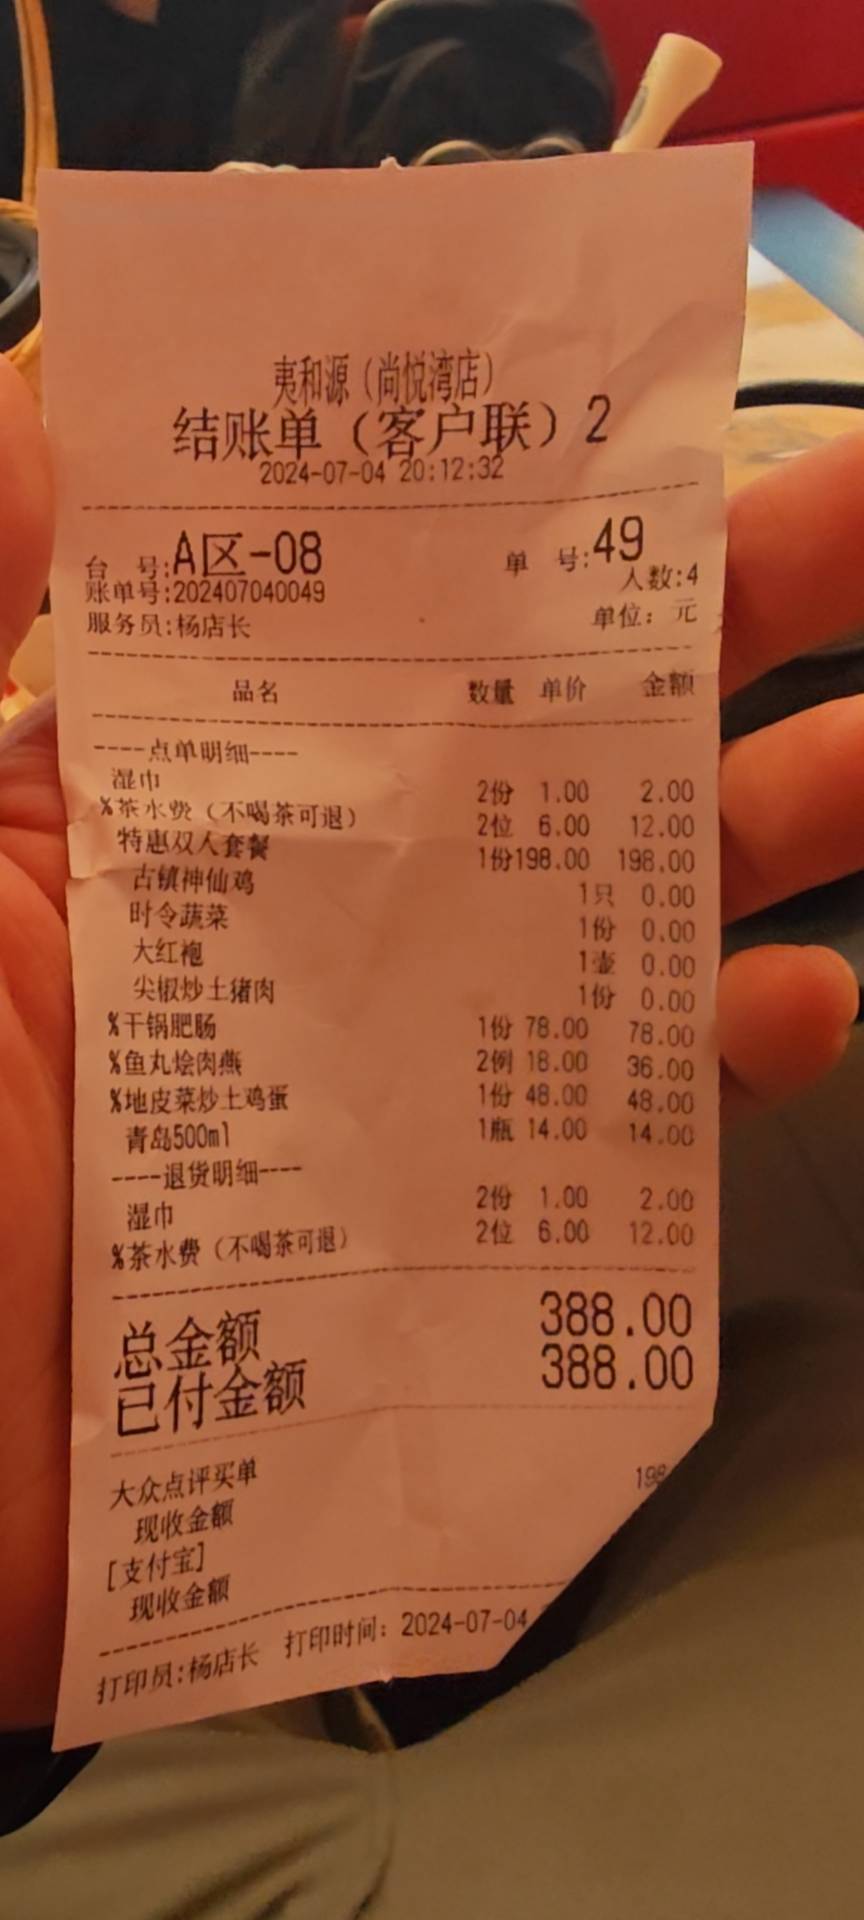 夷和源（尚悦湾店）
结账单（客户联）2
2024-07-04 20:12:32
台 号:A区-08 单 号:49
账单号:202407040049 人数:4
服务员:杨店长 单位：元
品名 数量 单价 金额
----点单明细----
湿巾 2份 1.00 2.00
%茶水费（不喝茶可退） 2位 6.00 12.00
特惠双人套餐 1份198.00 198.00
古镇神仙鸡 1只 0.00
时令蔬菜 1份 0.00
大红袍 1壶 0.00
尖椒炒土猪肉 1份 0.00
%干锅肥肠 1份 78.00 78.00
%鱼丸烩肉燕 2例 18.00 36.00
%地皮菜炒土鸡蛋 1份 48.00 48.00
青岛500ml 1瓶 14.00 14.00
----退货明细----
湿巾 2份 1.00 2.00
%茶水费（不喝茶可退） 2位 6.00 12.00
总金额 388.00
已付金额 388.00
大众点评买单 198
现收金额
[支付宝]
现收金额
打印员:杨店长 打印时间：2024-07-04